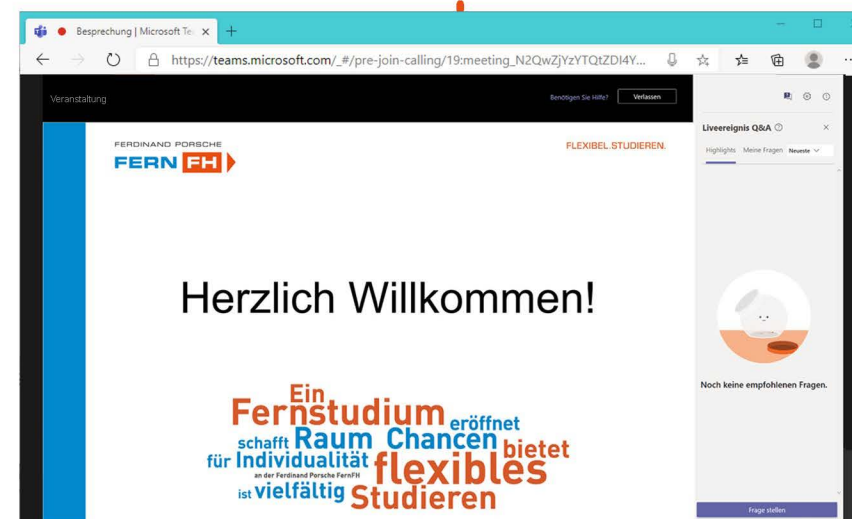 Besprechung | Microsoft Te
https://teams.microsoft.com/_#/pre-join-calling/19:meeting_N2QwZjYzYTQtZDI4Y...
Veranstaltung
Benötigen Sie Hilfe?
Verlassen
Liveereignis Q&A
Highlights Meine Fragen Neueste
FERDINAND PORSCHE
FERN FH
FLEXIBEL.STUDIEREN.
Herzlich Willkommen!
Ein
Fernstudium eröffnet
schafft Raum Chancen bietet
für Individualität flexibles
an der Ferdinand Porsche FernFH
ist vielfältig Studieren
Noch keine empfohlenen Fragen.
Frage stellen